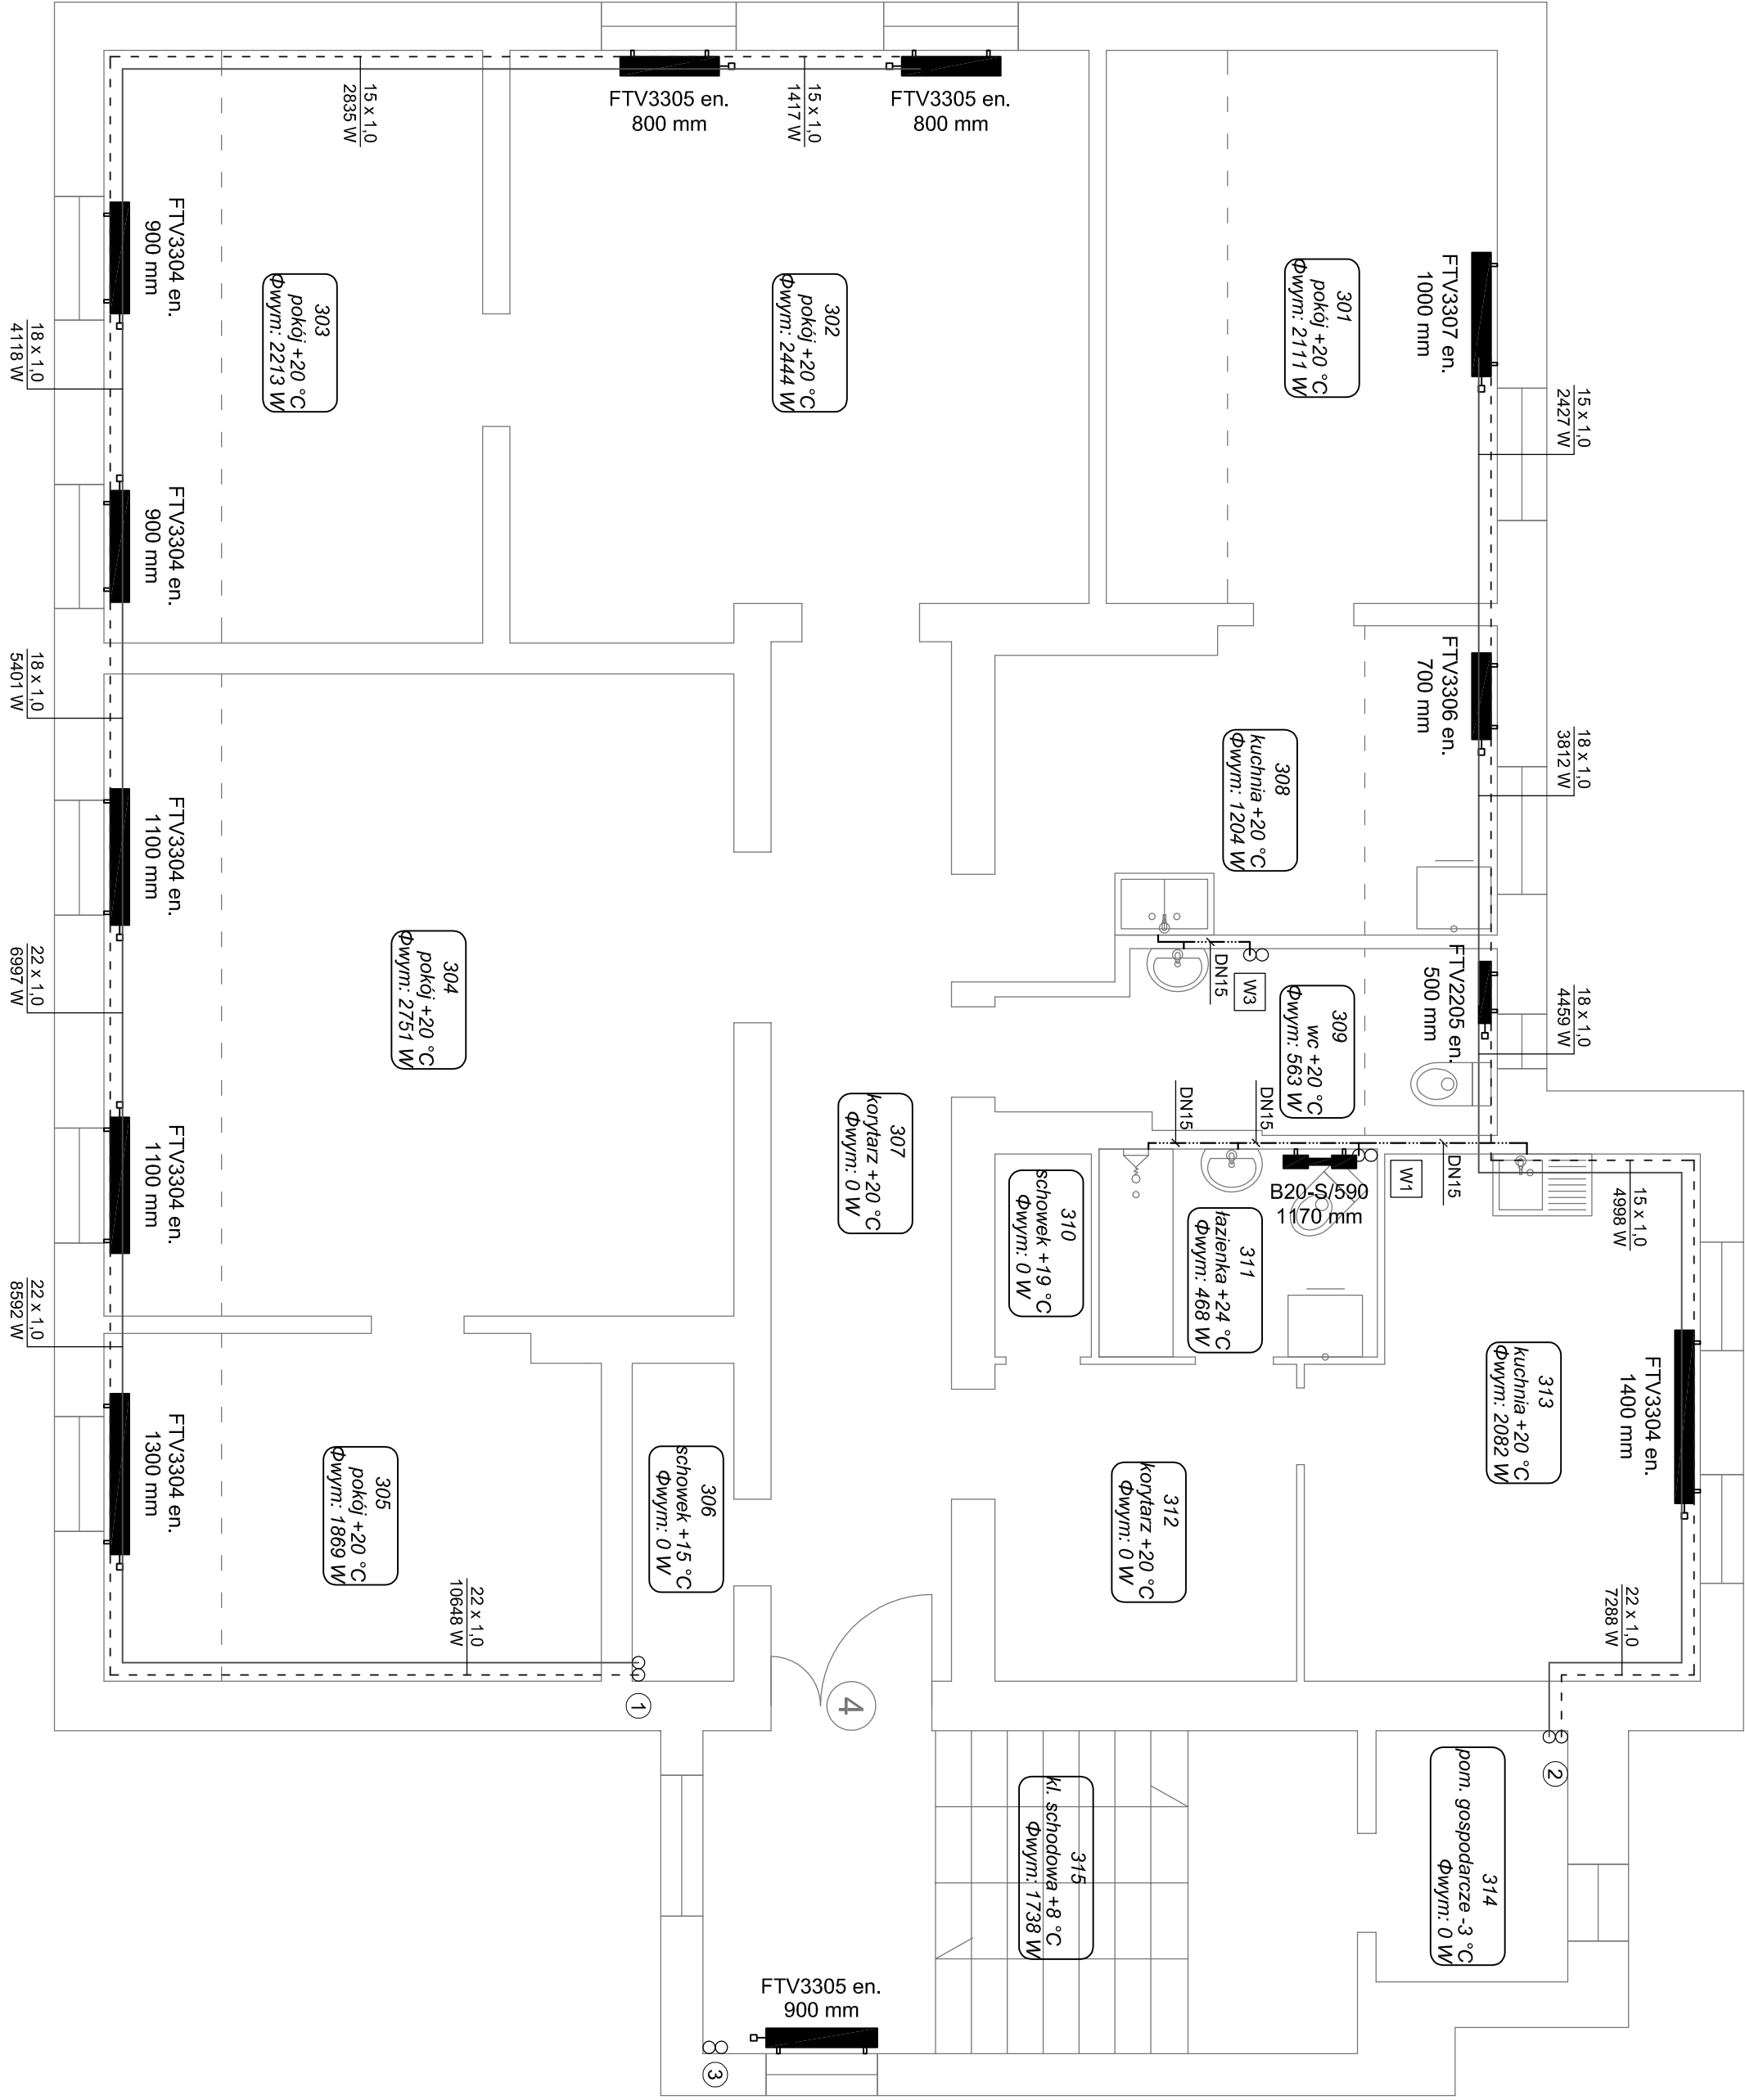 FTV3305 en.
800 mm
15 x 1,0
1417 W
FTV3305 en.
800 mm
15 x 1,0
2835 W
FTV3304 en.
900 mm
18 x 1,0
4118 W
303
pokój +20 °C
Φwym: 2213 W
302
pokój +20 °C
Φwym: 2444 W
301
pokój +20 °C
Φwym: 2111 W
FTV3307 en.
1000 mm
15 x 1,0
2427 W
FTV3304 en.
900 mm
18 x 1,0
5401 W
FTV3306 en.
700 mm
18 x 1,0
3812 W
308
kuchnia +20 °C
Φwym: 1204 W
FTV3304 en.
1100 mm
22 x 1,0
6997 W
304
pokój +20 °C
Φwym: 2751 W
DN15
W3
309
wc +20 °C
Φwym: 563 W
FTV2205 en.
500 mm
18 x 1,0
4459 W
307
korytarz +20 °C
Φwym: 0 W
DN15
DN15
DN15
W1
B20-S/590
1170 mm
15 x 1,0
4998 W
FTV3304 en.
1100 mm
22 x 1,0
8592 W
310
schowek +19 °C
Φwym: 0 W
311
łazienka +24 °C
Φwym: 468 W
313
kuchnia +20 °C
Φwym: 2082 W
FTV3304 en.
1400 mm
FTV3304 en.
1300 mm
305
pokój +20 °C
Φwym: 1869 W
306
schowek +15 °C
Φwym: 0 W
312
korytarz +20 °C
Φwym: 0 W
22 x 1,0
10648 W
22 x 1,0
7288 W
1
4
2
315
kl. schodowa +8 °C
Φwym: 1738 W
314
pom. gospodarcze -3 °C
Φwym: 0 W
FTV3305 en.
900 mm
3